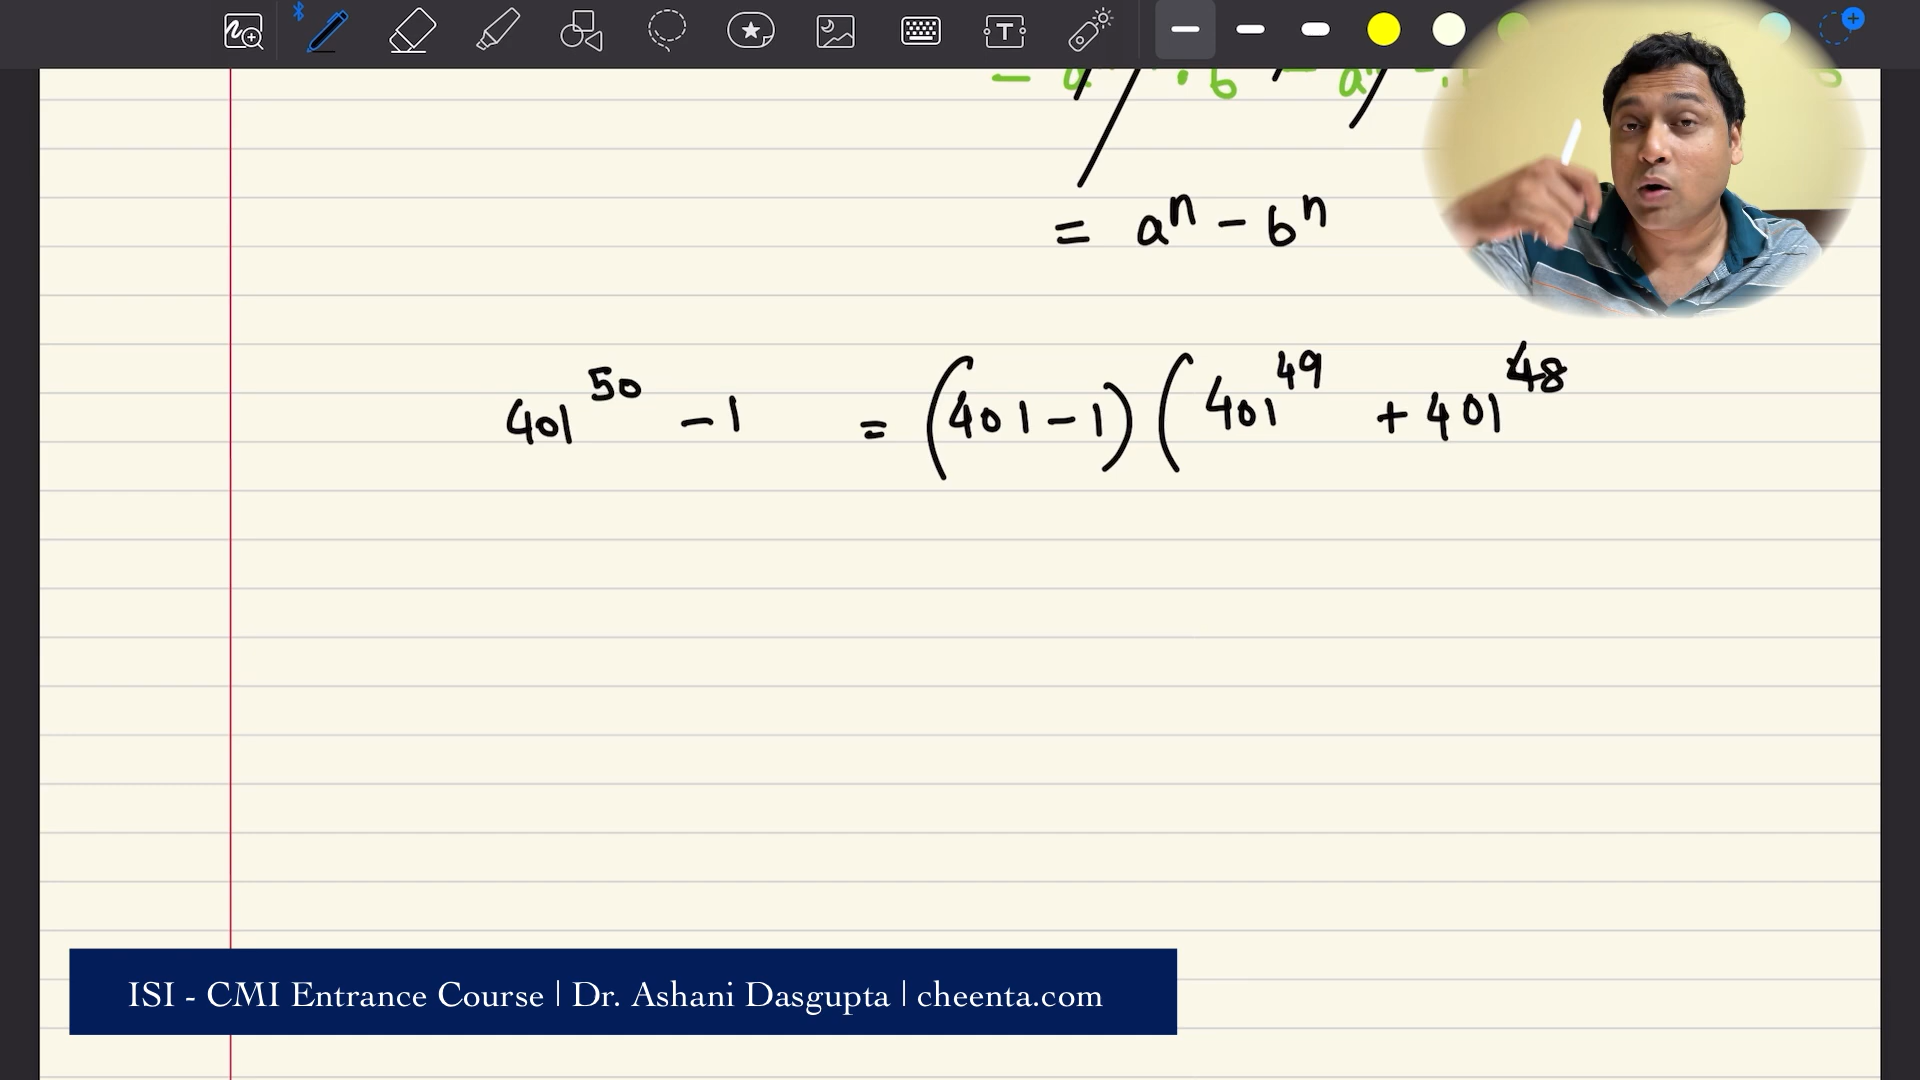 = aⁿ - bⁿ
401⁵⁰ - 1 = (401 - 1) (401⁴⁹ + 401⁴⁸
ISI - CMI Entrance Course | Dr. Ashani Dasgupta | cheenta.com